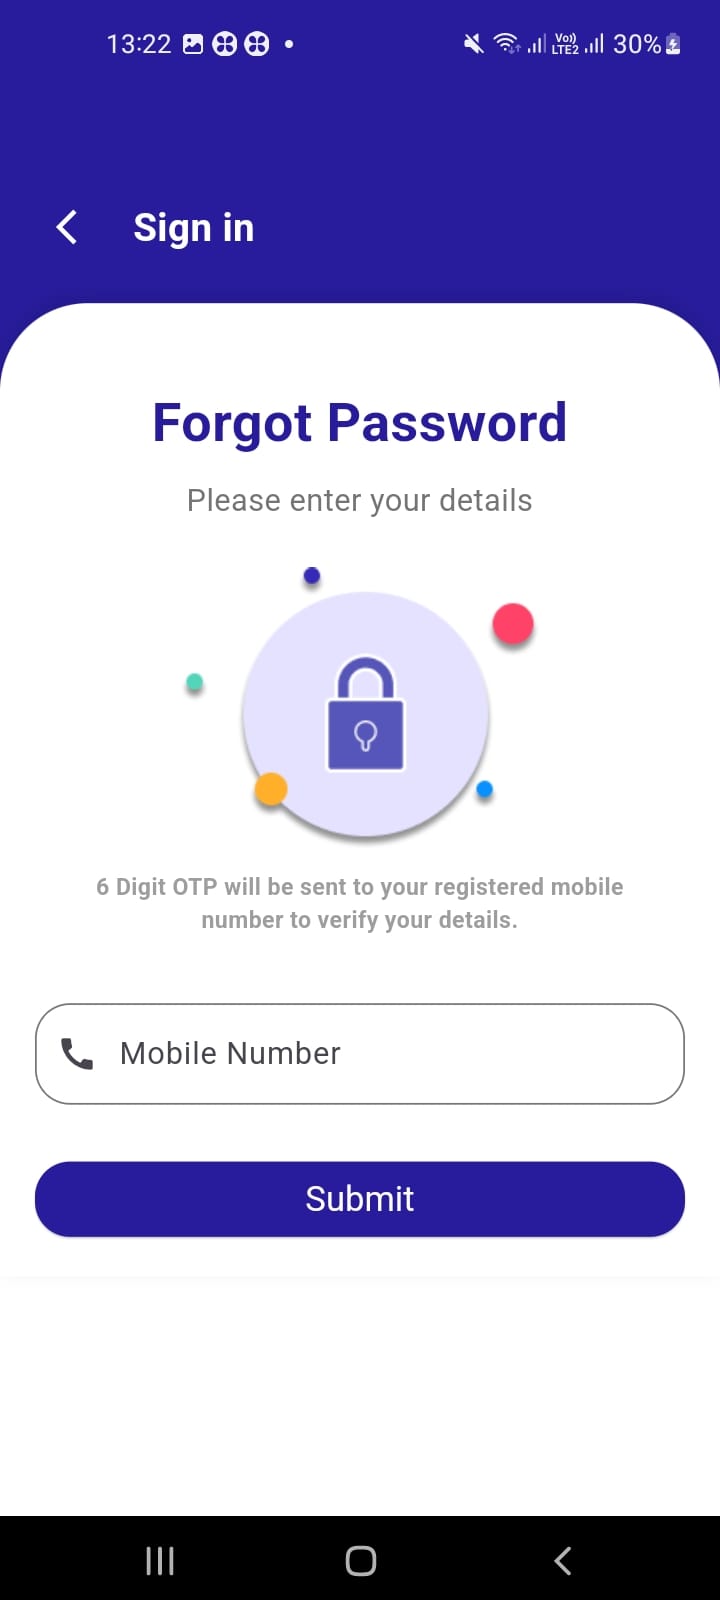 13:22 Vo)) LTE2 30%
Sign in
Forgot Password
Please enter your details
6 Digit OTP will be sent to your registered mobile
number to verify your details.
Mobile Number
Submit